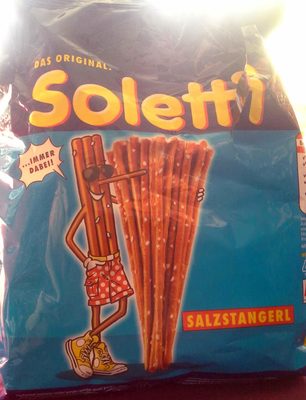 DAS ORIGINAL.
Soletti
...IMMER
DABEI!
SALZSTANGERL